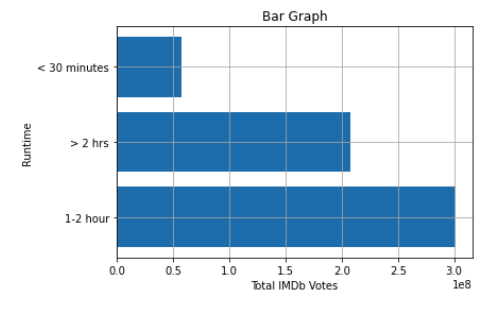 Bar Graph
< 30 minutes
> 2 hrs
1-2 hour
Runtime
0.0 0.5 1.0 1.5 2.0 2.5 3.0
1e8
Total IMDb Votes